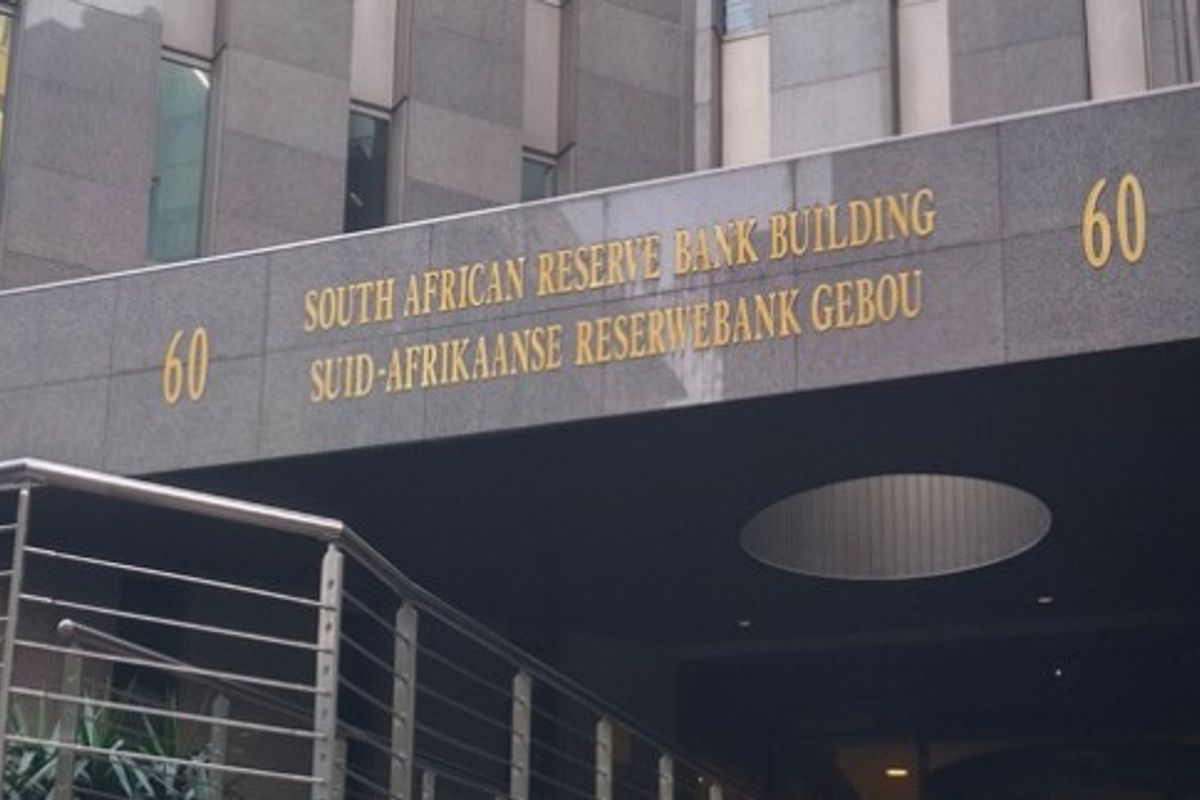 60
SOUTH AFRICAN RESERVE BANK BUILDING
SUID-AFRIKAANSE RESERWEBANK GEBOU
60